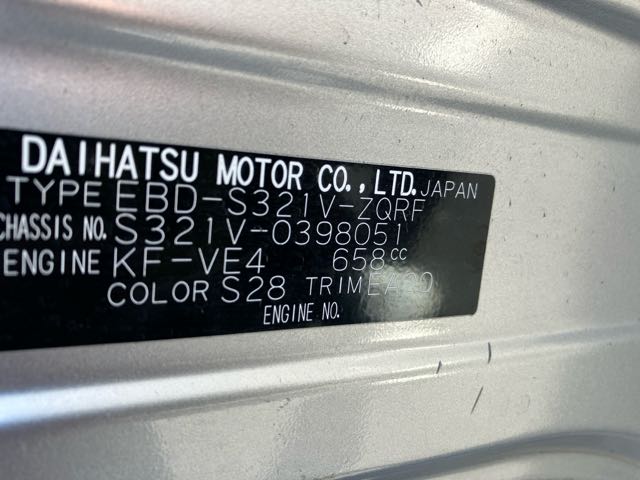 DAIHATSU MOTOR CO., LTD. JAPAN
TYPE EBD-S321V-ZQRF
CHASSIS NO. S321V-0398051
ENGINE KF-VE4 658cc
COLOR S28 TRIM
ENGINE NO.